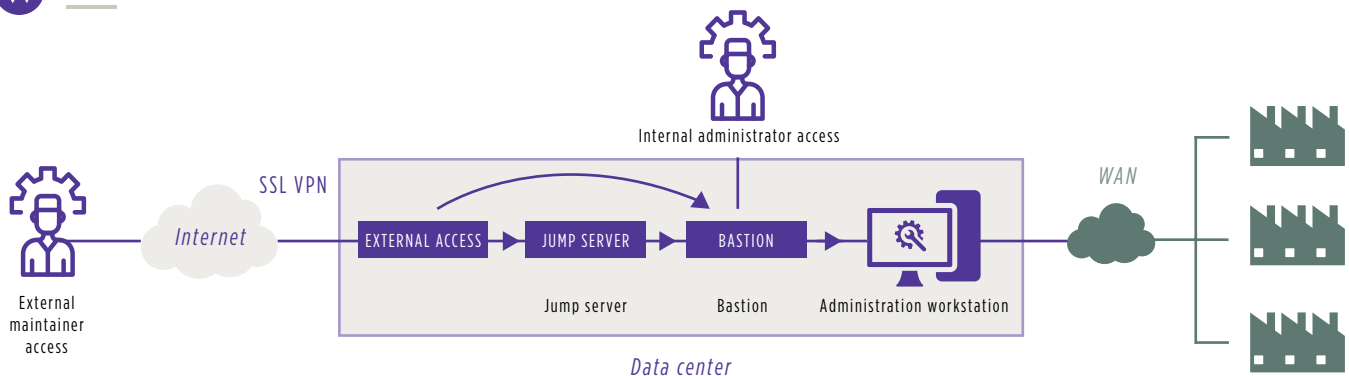 Internal administrator access
SSL VPN
WAN
Internet
EXTERNAL ACCESS
JUMP SERVER
BASTION
External
maintainer
access
Jump server
Bastion
Administration workstation
Data center